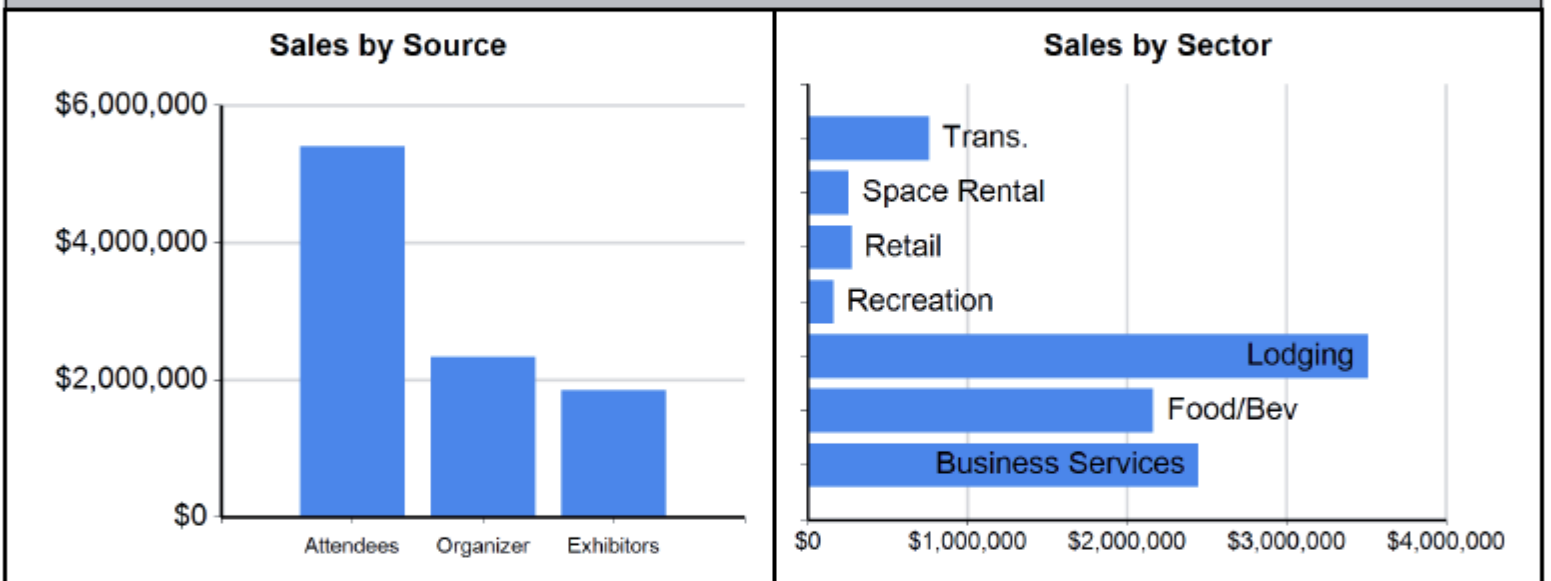 Sales by Source
$6,000,000
$4,000,000
$2,000,000
$0
Attendees Organizer Exhibitors
Sales by Sector
Trans.
Space Rental
Retail
Recreation
Lodging
Food/Bev
Business Services
$0 $1,000,000 $2,000,000 $3,000,000 $4,000,000